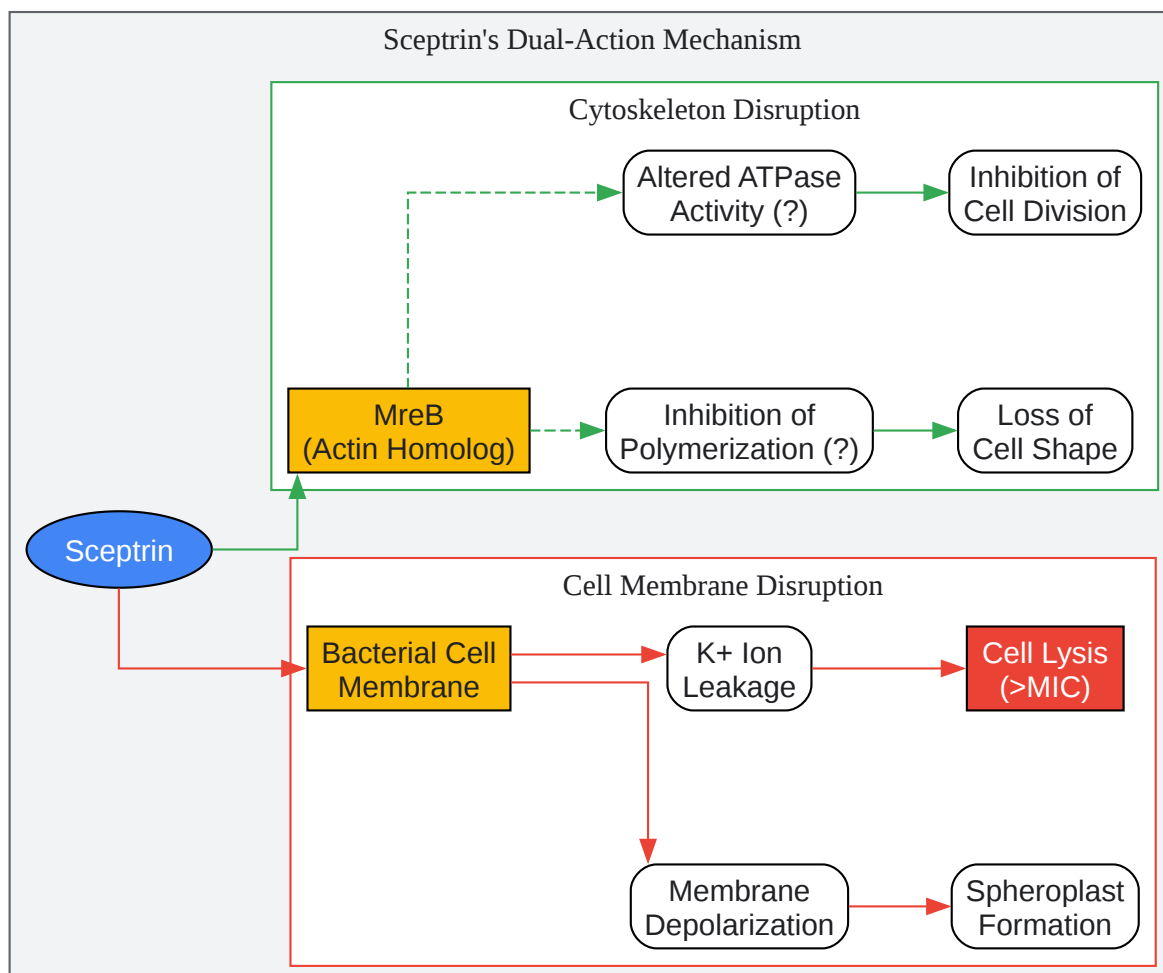 Sceptrin's Dual-Action Mechanism
Cytoskeleton Disruption
Altered ATPase
Activity (?)
Inhibition of
Cell Division
MreB
(Actin Homolog)
Inhibition of
Polymerization (?)
Loss of
Cell Shape
Sceptrin
Cell Membrane Disruption
Bacterial Cell
Membrane
K+ Ion
Leakage
Cell Lysis
(>MIC)
Membrane
Depolarization
Spheroplast
Formation